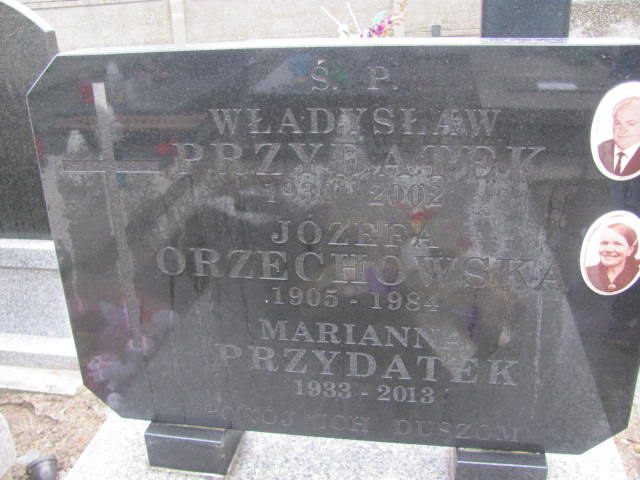 Ś. P.
WŁADYSŁAW
PRZYDATEK
2002
JÓZEFA
ORZECHOWSKA
1905 - 1984
MARIANNA
PRZYDATEK
1933 - 2013
POKÓJ ICH DUSZOM